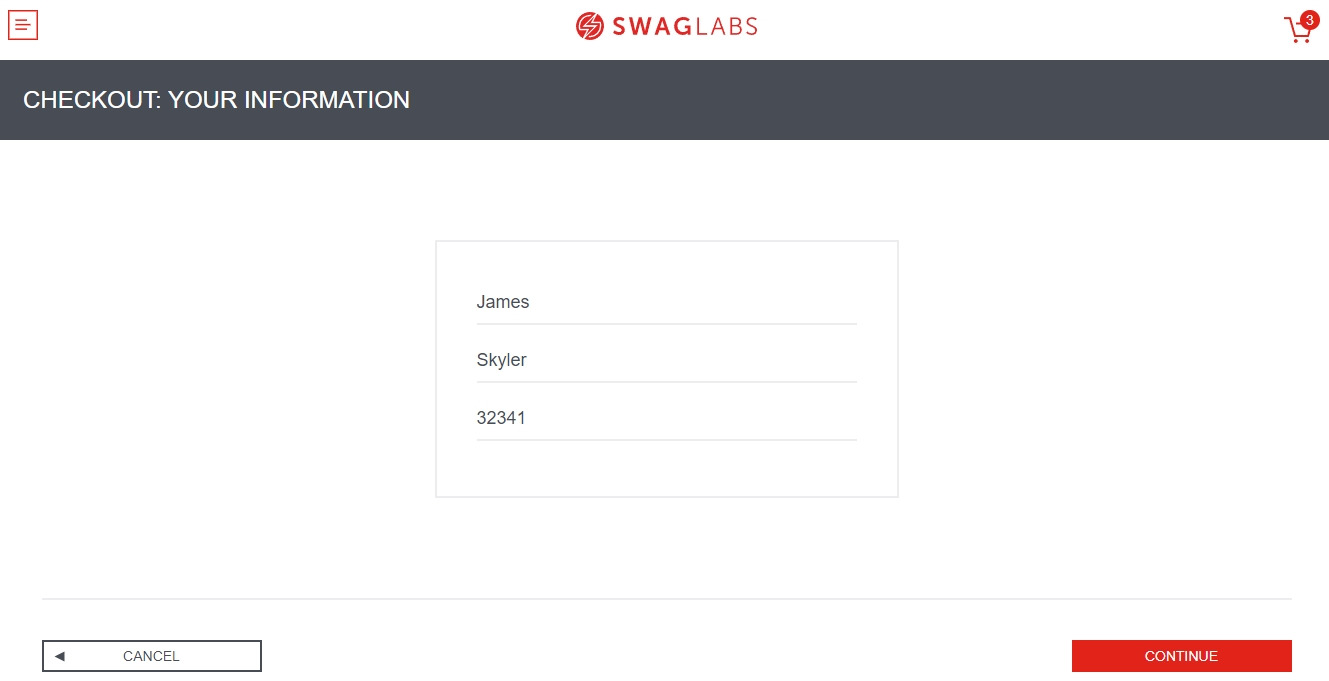 SWAGLABS
3
CHECKOUT: YOUR INFORMATION
James
Skyler
32341
CANCEL
CONTINUE